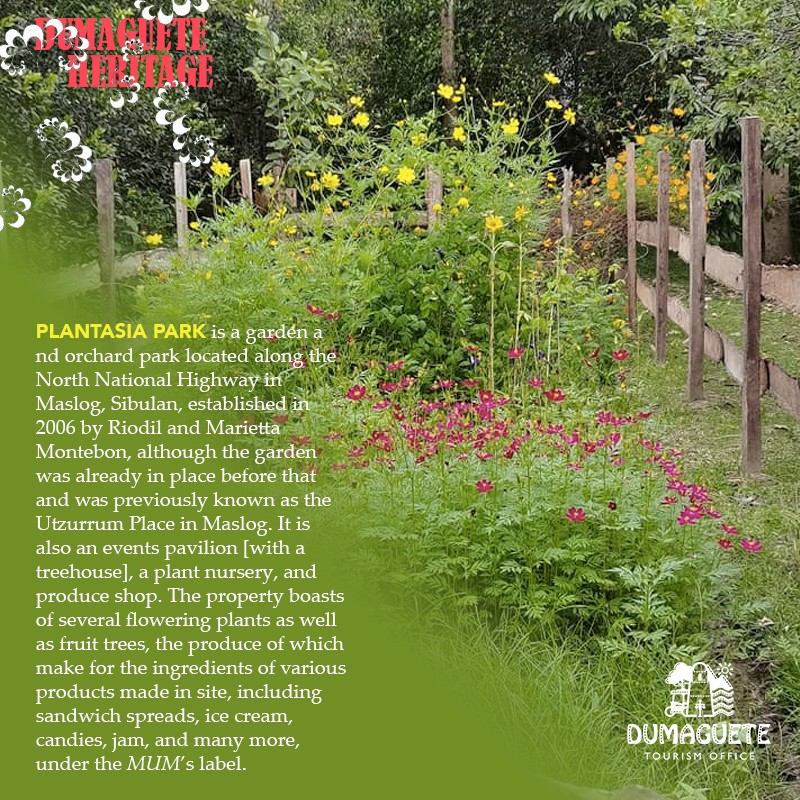 DUMAGUETE
HERITAGE
PLANTASIA PARK is a garden a
nd orchard park located along the
North National Highway in
Maslog, Sibulan, established in
2006 by Riodil and Marietta
Montebon, although the garden
was already in place before that
and was previously known as the
Utzurrum Place in Maslog. It is
also an events pavilion [with a
treehouse], a plant nursery, and
produce shop. The property boasts
of several flowering plants as well
as fruit trees, the produce of which
make for the ingredients of various
products made in site, including
sandwich spreads, ice cream,
candies, jam, and many more,
under the MUM’s label.
DUMAGUETE
TOURISM OFFICE